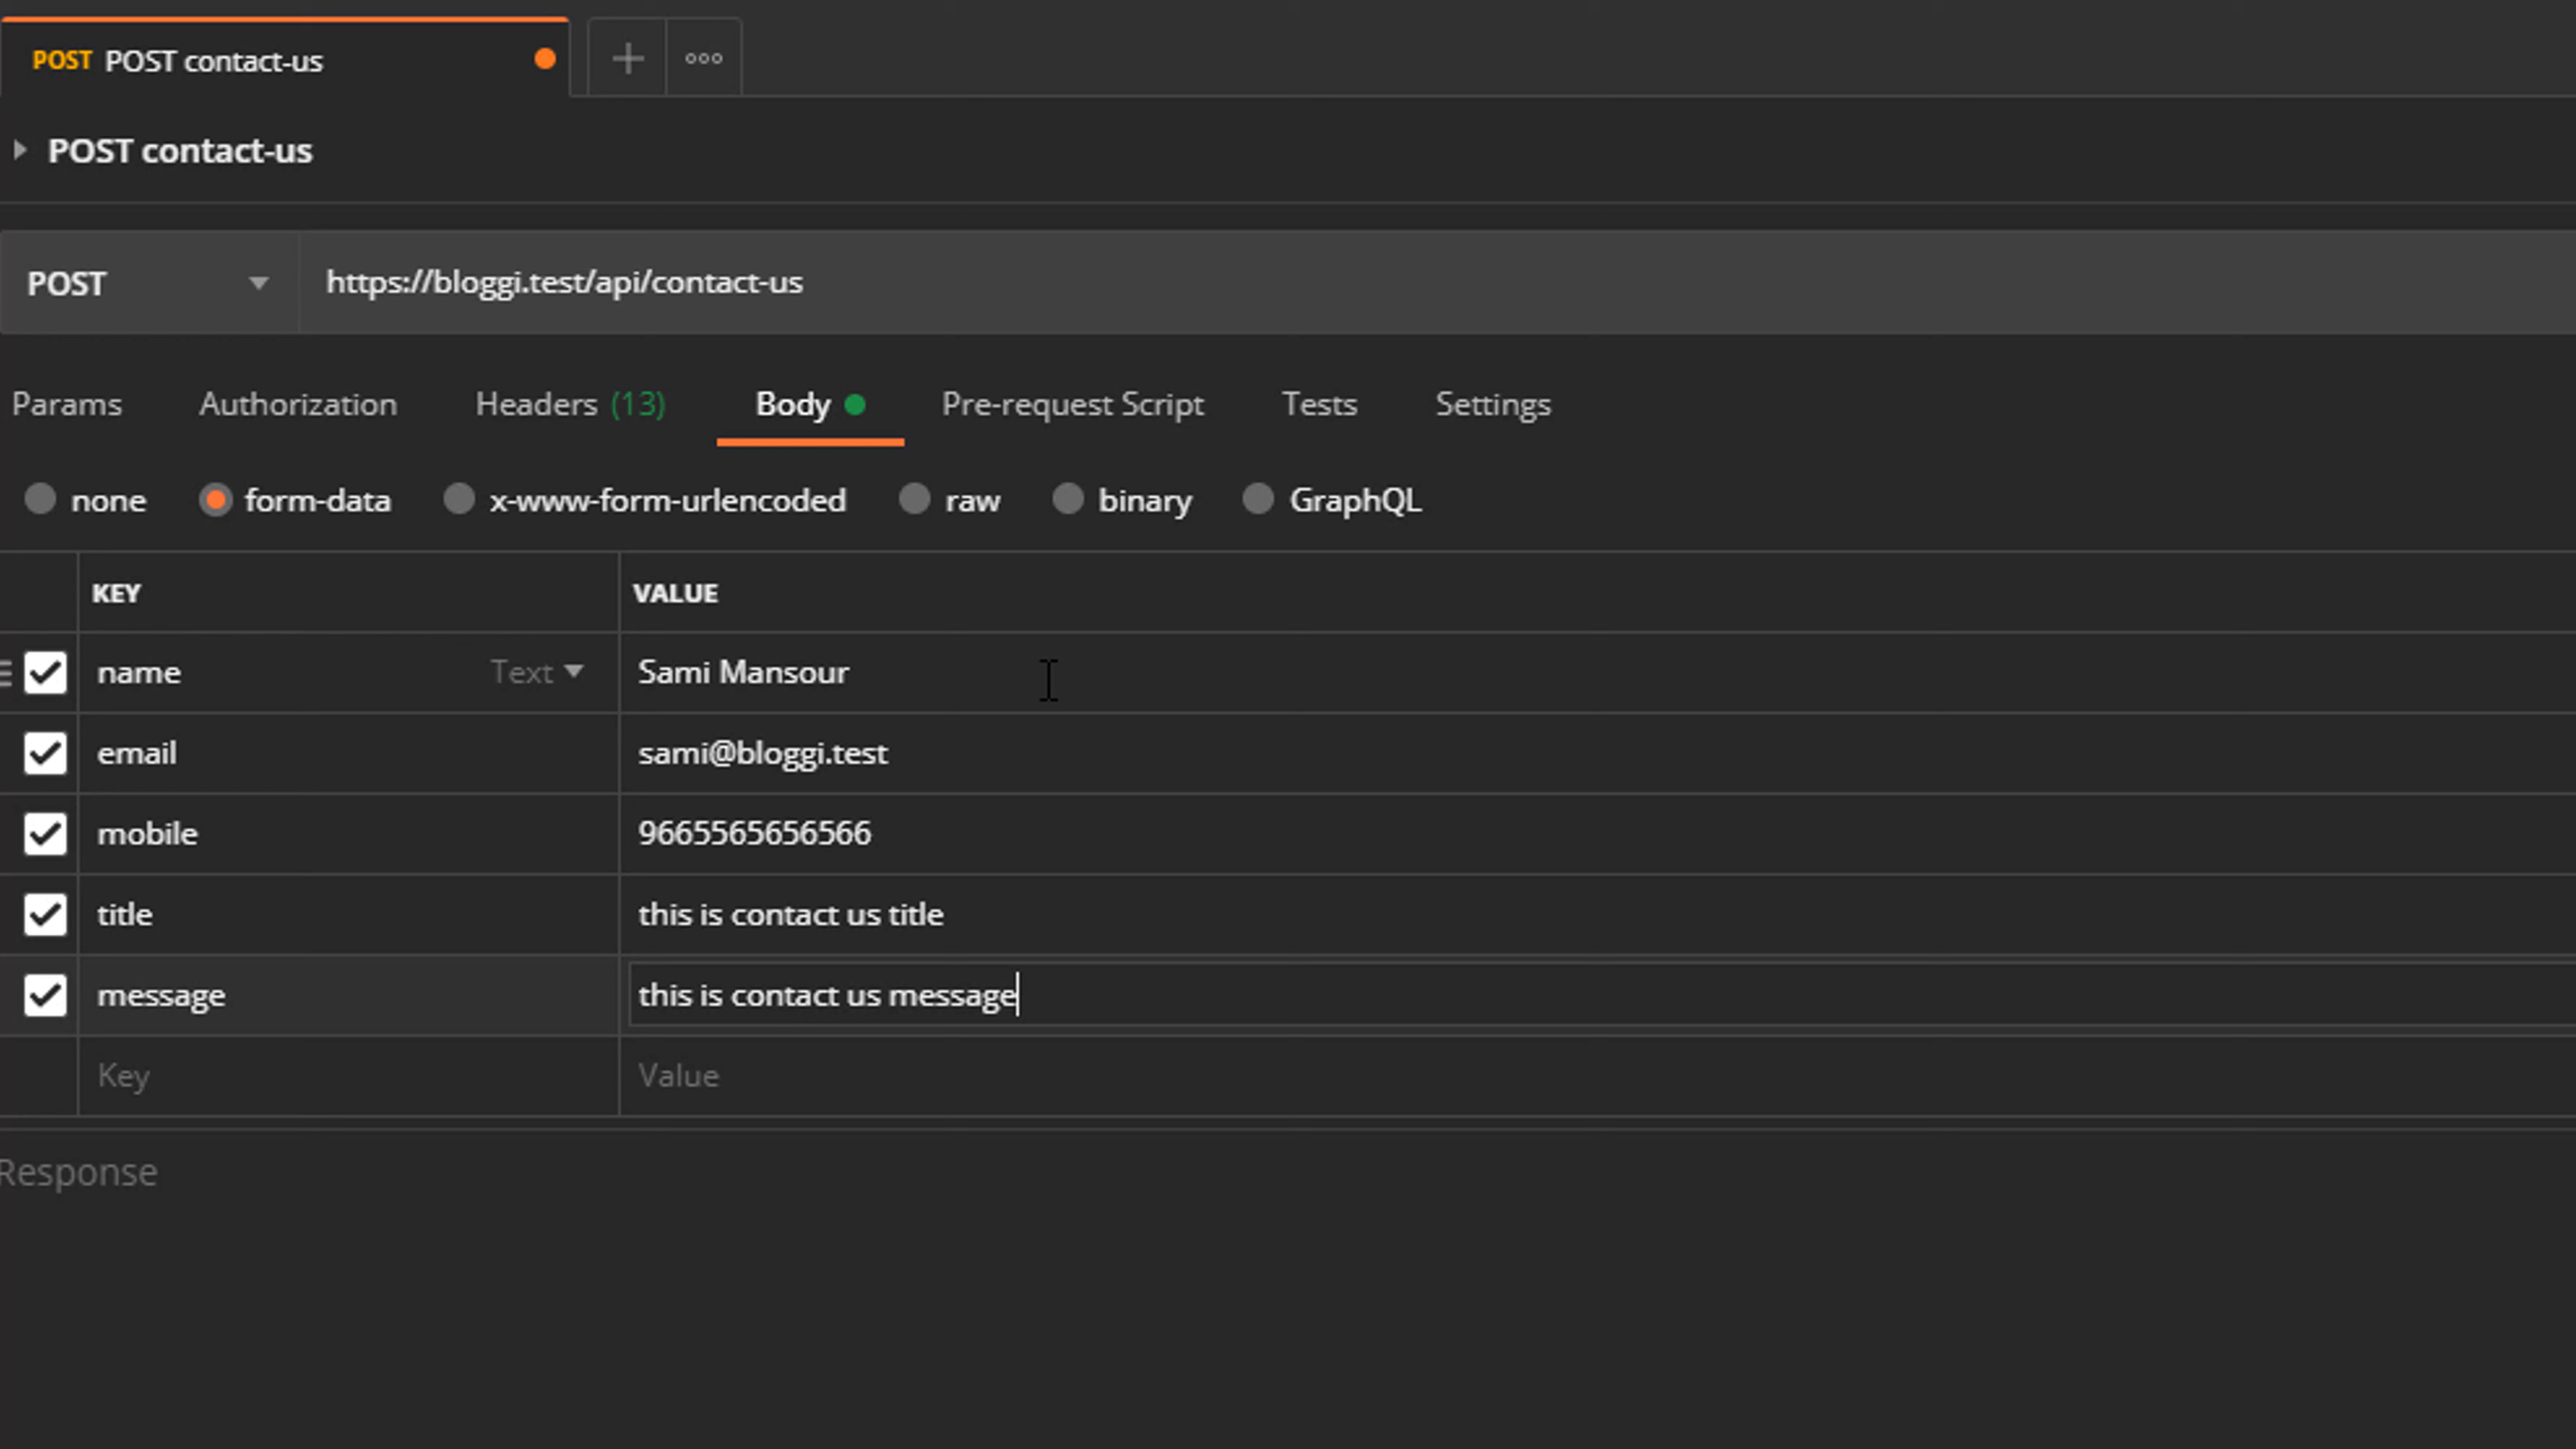 POST POST contact-us
POST contact-us
POST https://bloggi.test/api/contact-us
Params Authorization Headers (13) Body Pre-request Script Tests Settings
none form-data x-www-form-urlencoded raw binary GraphQL
KEY VALUE
name Text Sami Mansour
email sami@bloggi.test
mobile 9665565656566
title this is contact us title
message this is contact us message
Key Value
Response